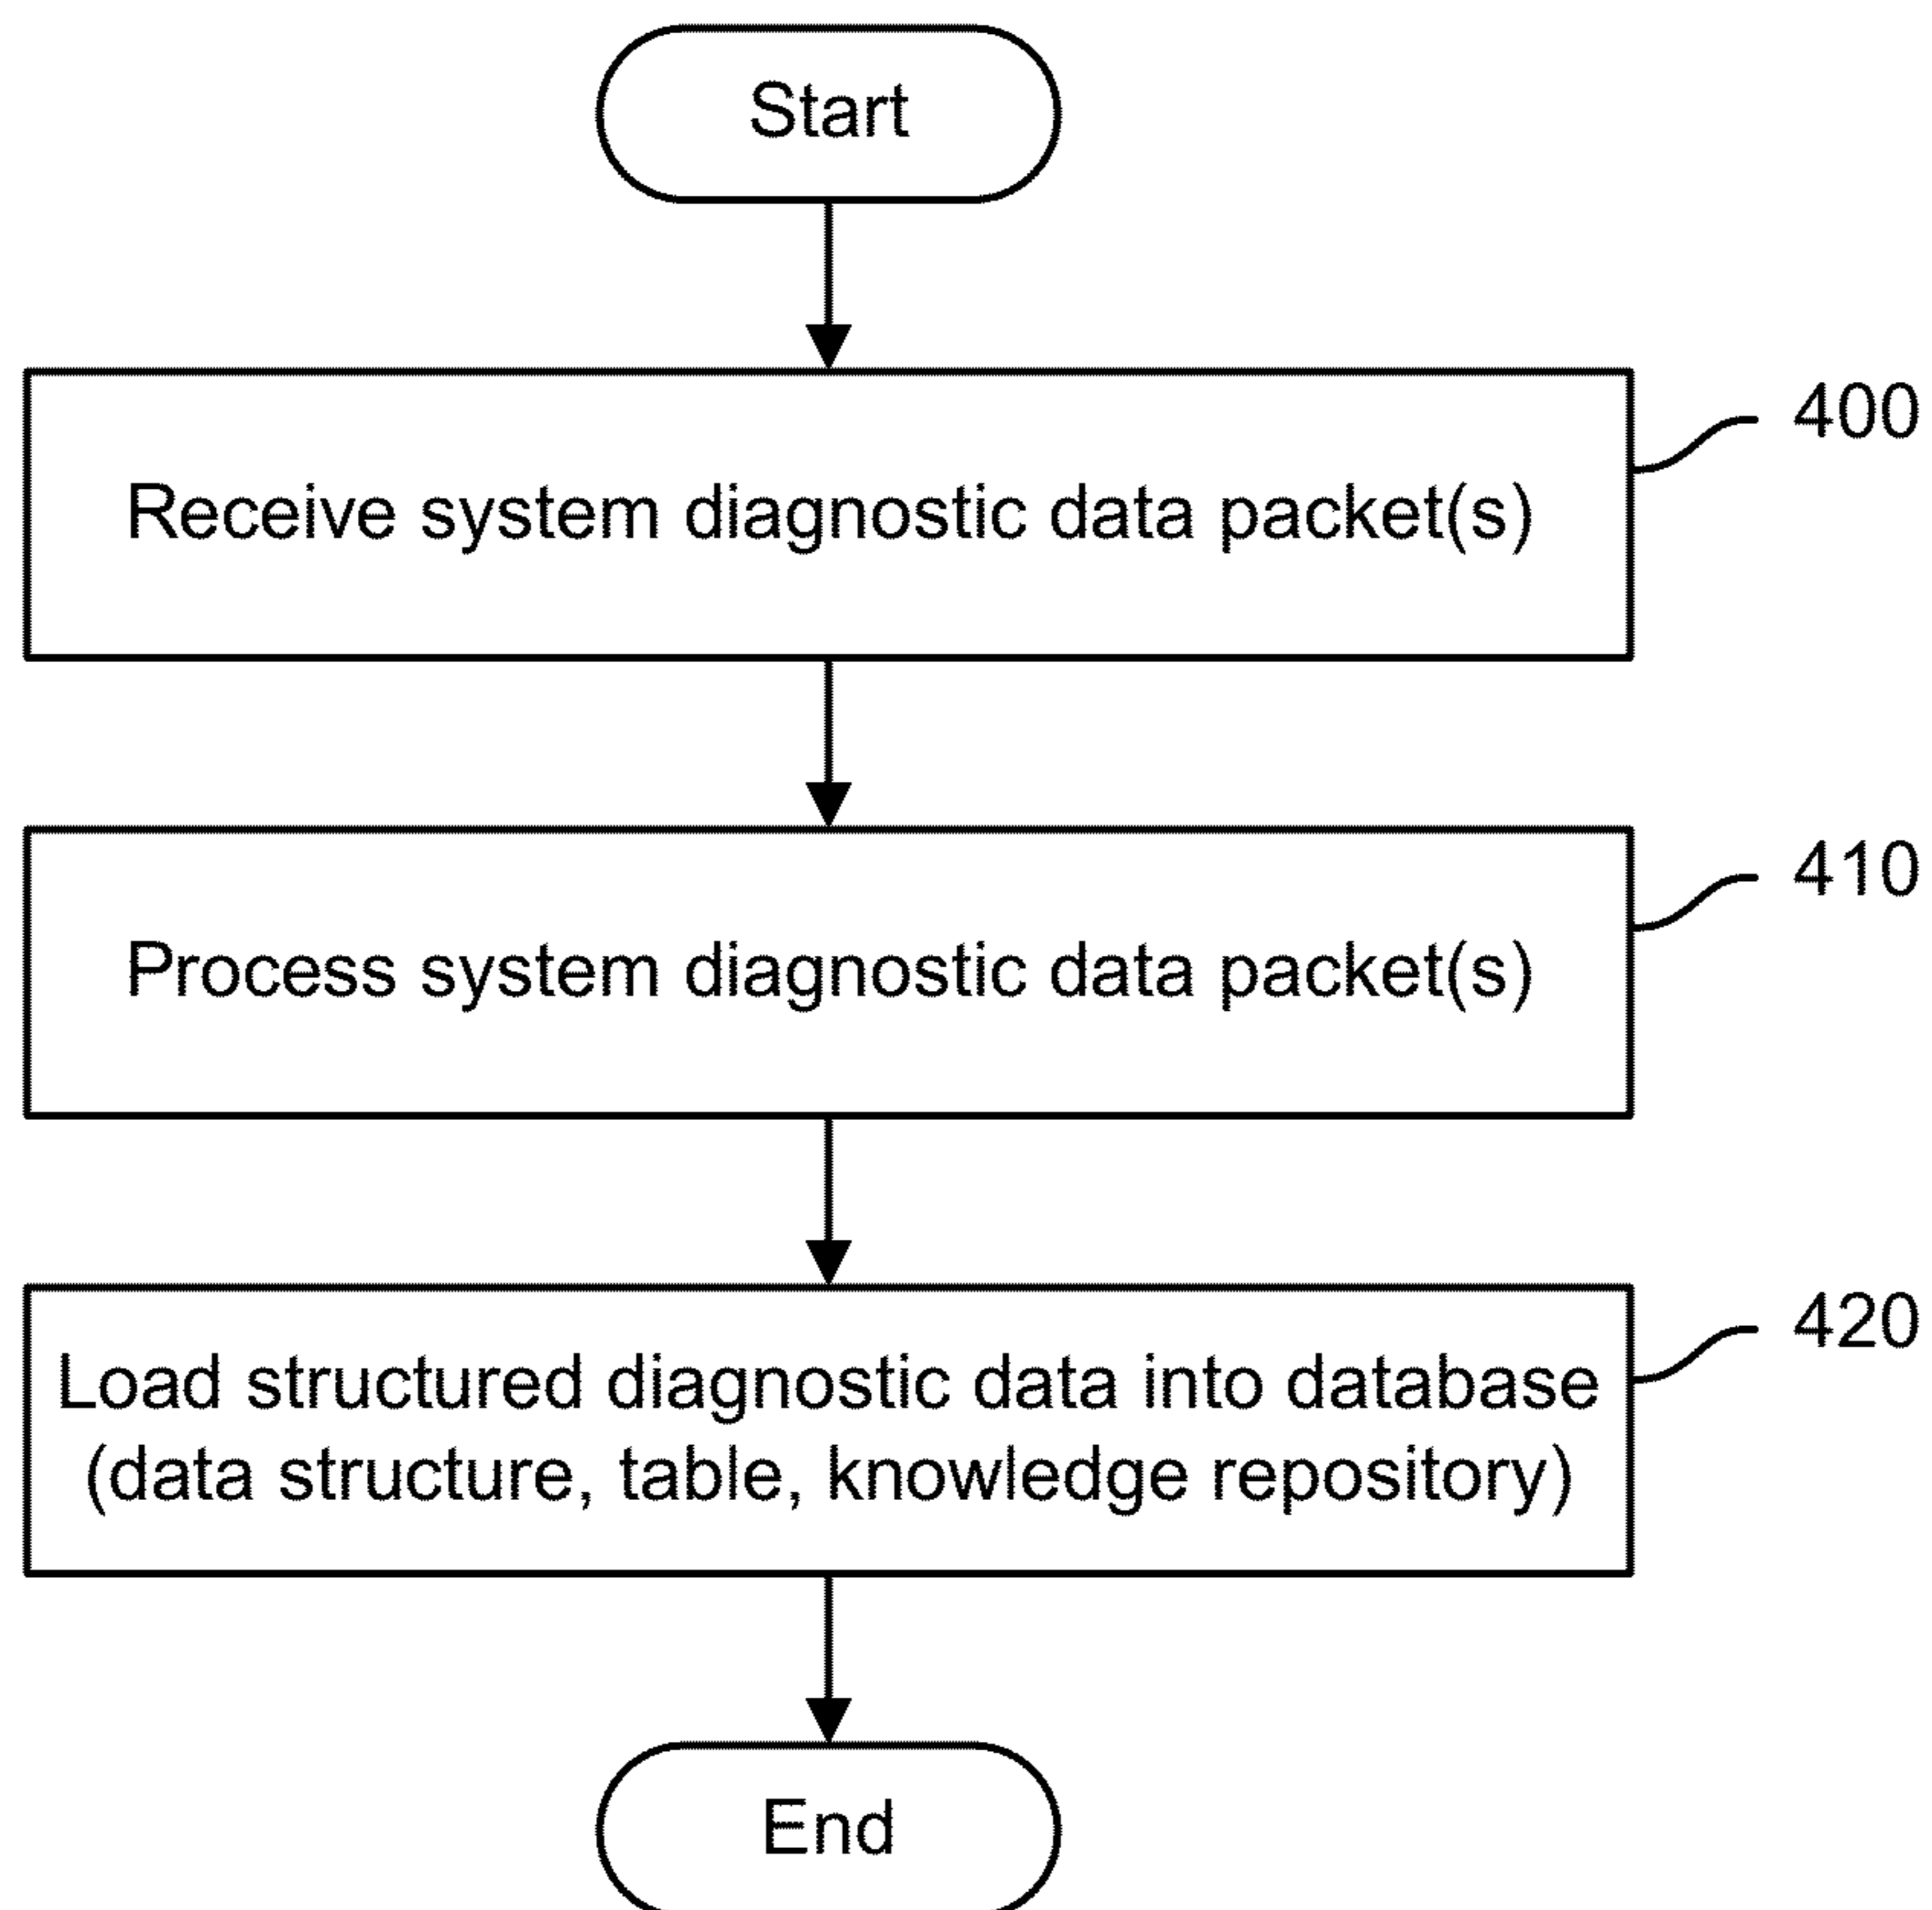 Start
400
Receive system diagnostic data packet(s)
410
Process system diagnostic data packet(s)
420
Load structured diagnostic data into database
(data structure, table, knowledge repository)
End